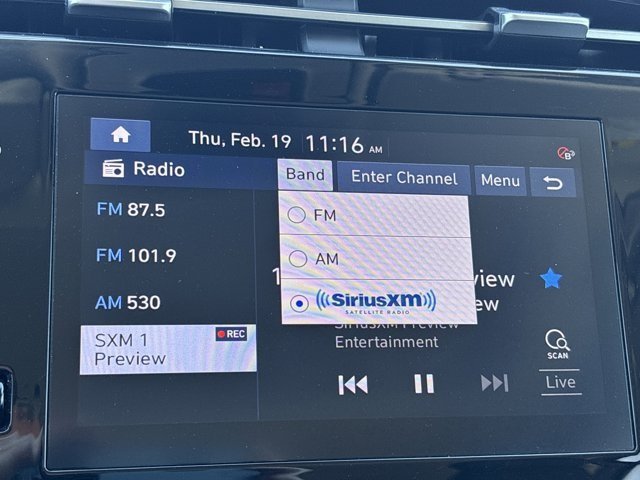 Thu, Feb. 19 11:16 AM
B
Radio
Band
Enter Channel
Menu
FM 87.5
FM 101.9
AM 530
SXM 1
REC
Preview
FM
AM
SiriusXM
SATELLITE RADIO
1
view
ew
SiriusXM Preview
Entertainment
SCAN
Live